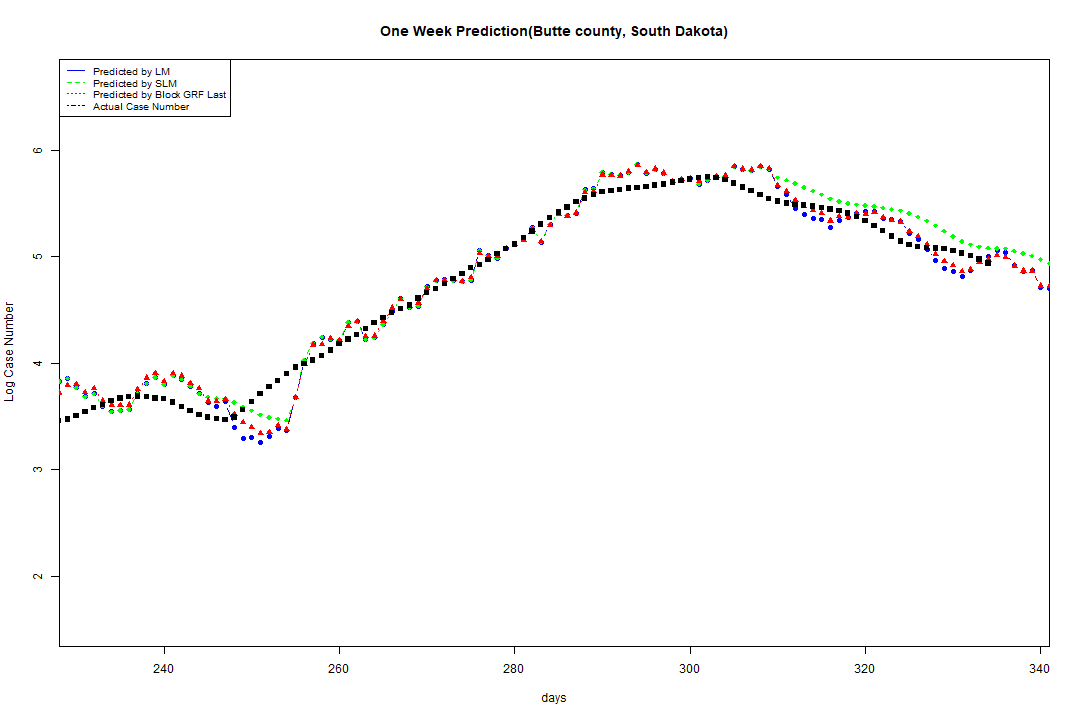 One Week Prediction(Butte county, South Dakota)
Predicted by LM
Predicted by SLM
Predicted by Block GRF Last
Actual Case Number
6
5
4
3
2
Log Case Number
240 260 280 300 320 340
days